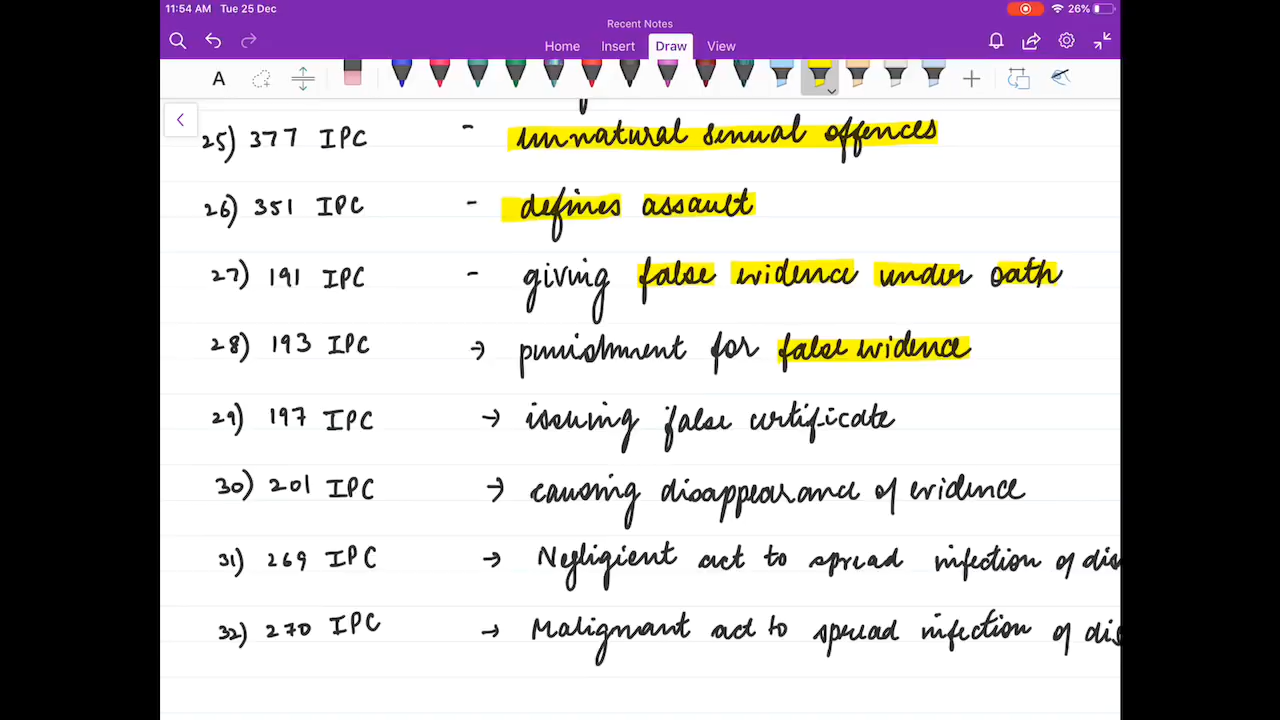 11:54 AM Tue 25 Dec 26%
Recent Notes
Home Insert Draw View
A
25) 377 IPC - unnatural sexual offences
26) 351 IPC - defines assault
27) 191 IPC - giving false evidence under oath
28) 193 IPC → punishment for false evidence
29) 197 IPC → issuing false certificate
30) 201 IPC → causing disappearance of evidence
31) 269 IPC → Negligient act to spread infection of dis
32) 270 IPC → Malignant act to spread infection of dis